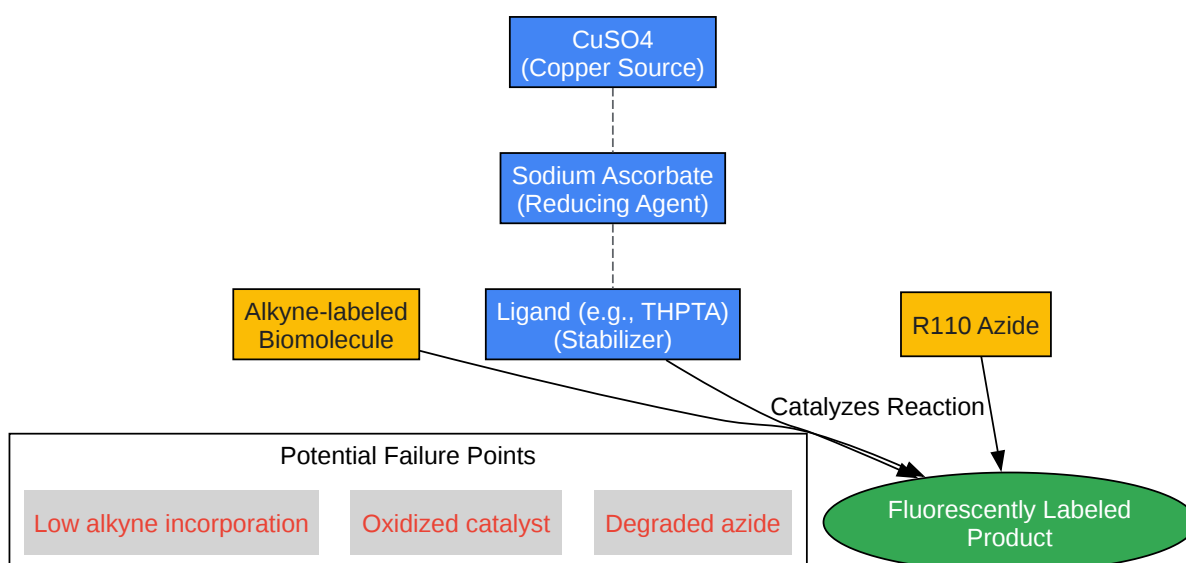 CuSO4
(Copper Source)
Sodium Ascorbate
(Reducing Agent)
Alkyne-labeled
Biomolecule
Ligand (e.g., THPTA)
(Stabilizer)
R110 Azide
Catalyzes Reaction
Potential Failure Points
Low alkyne incorporation
Oxidized catalyst
Degraded azide
Fluorescently Labeled
Product